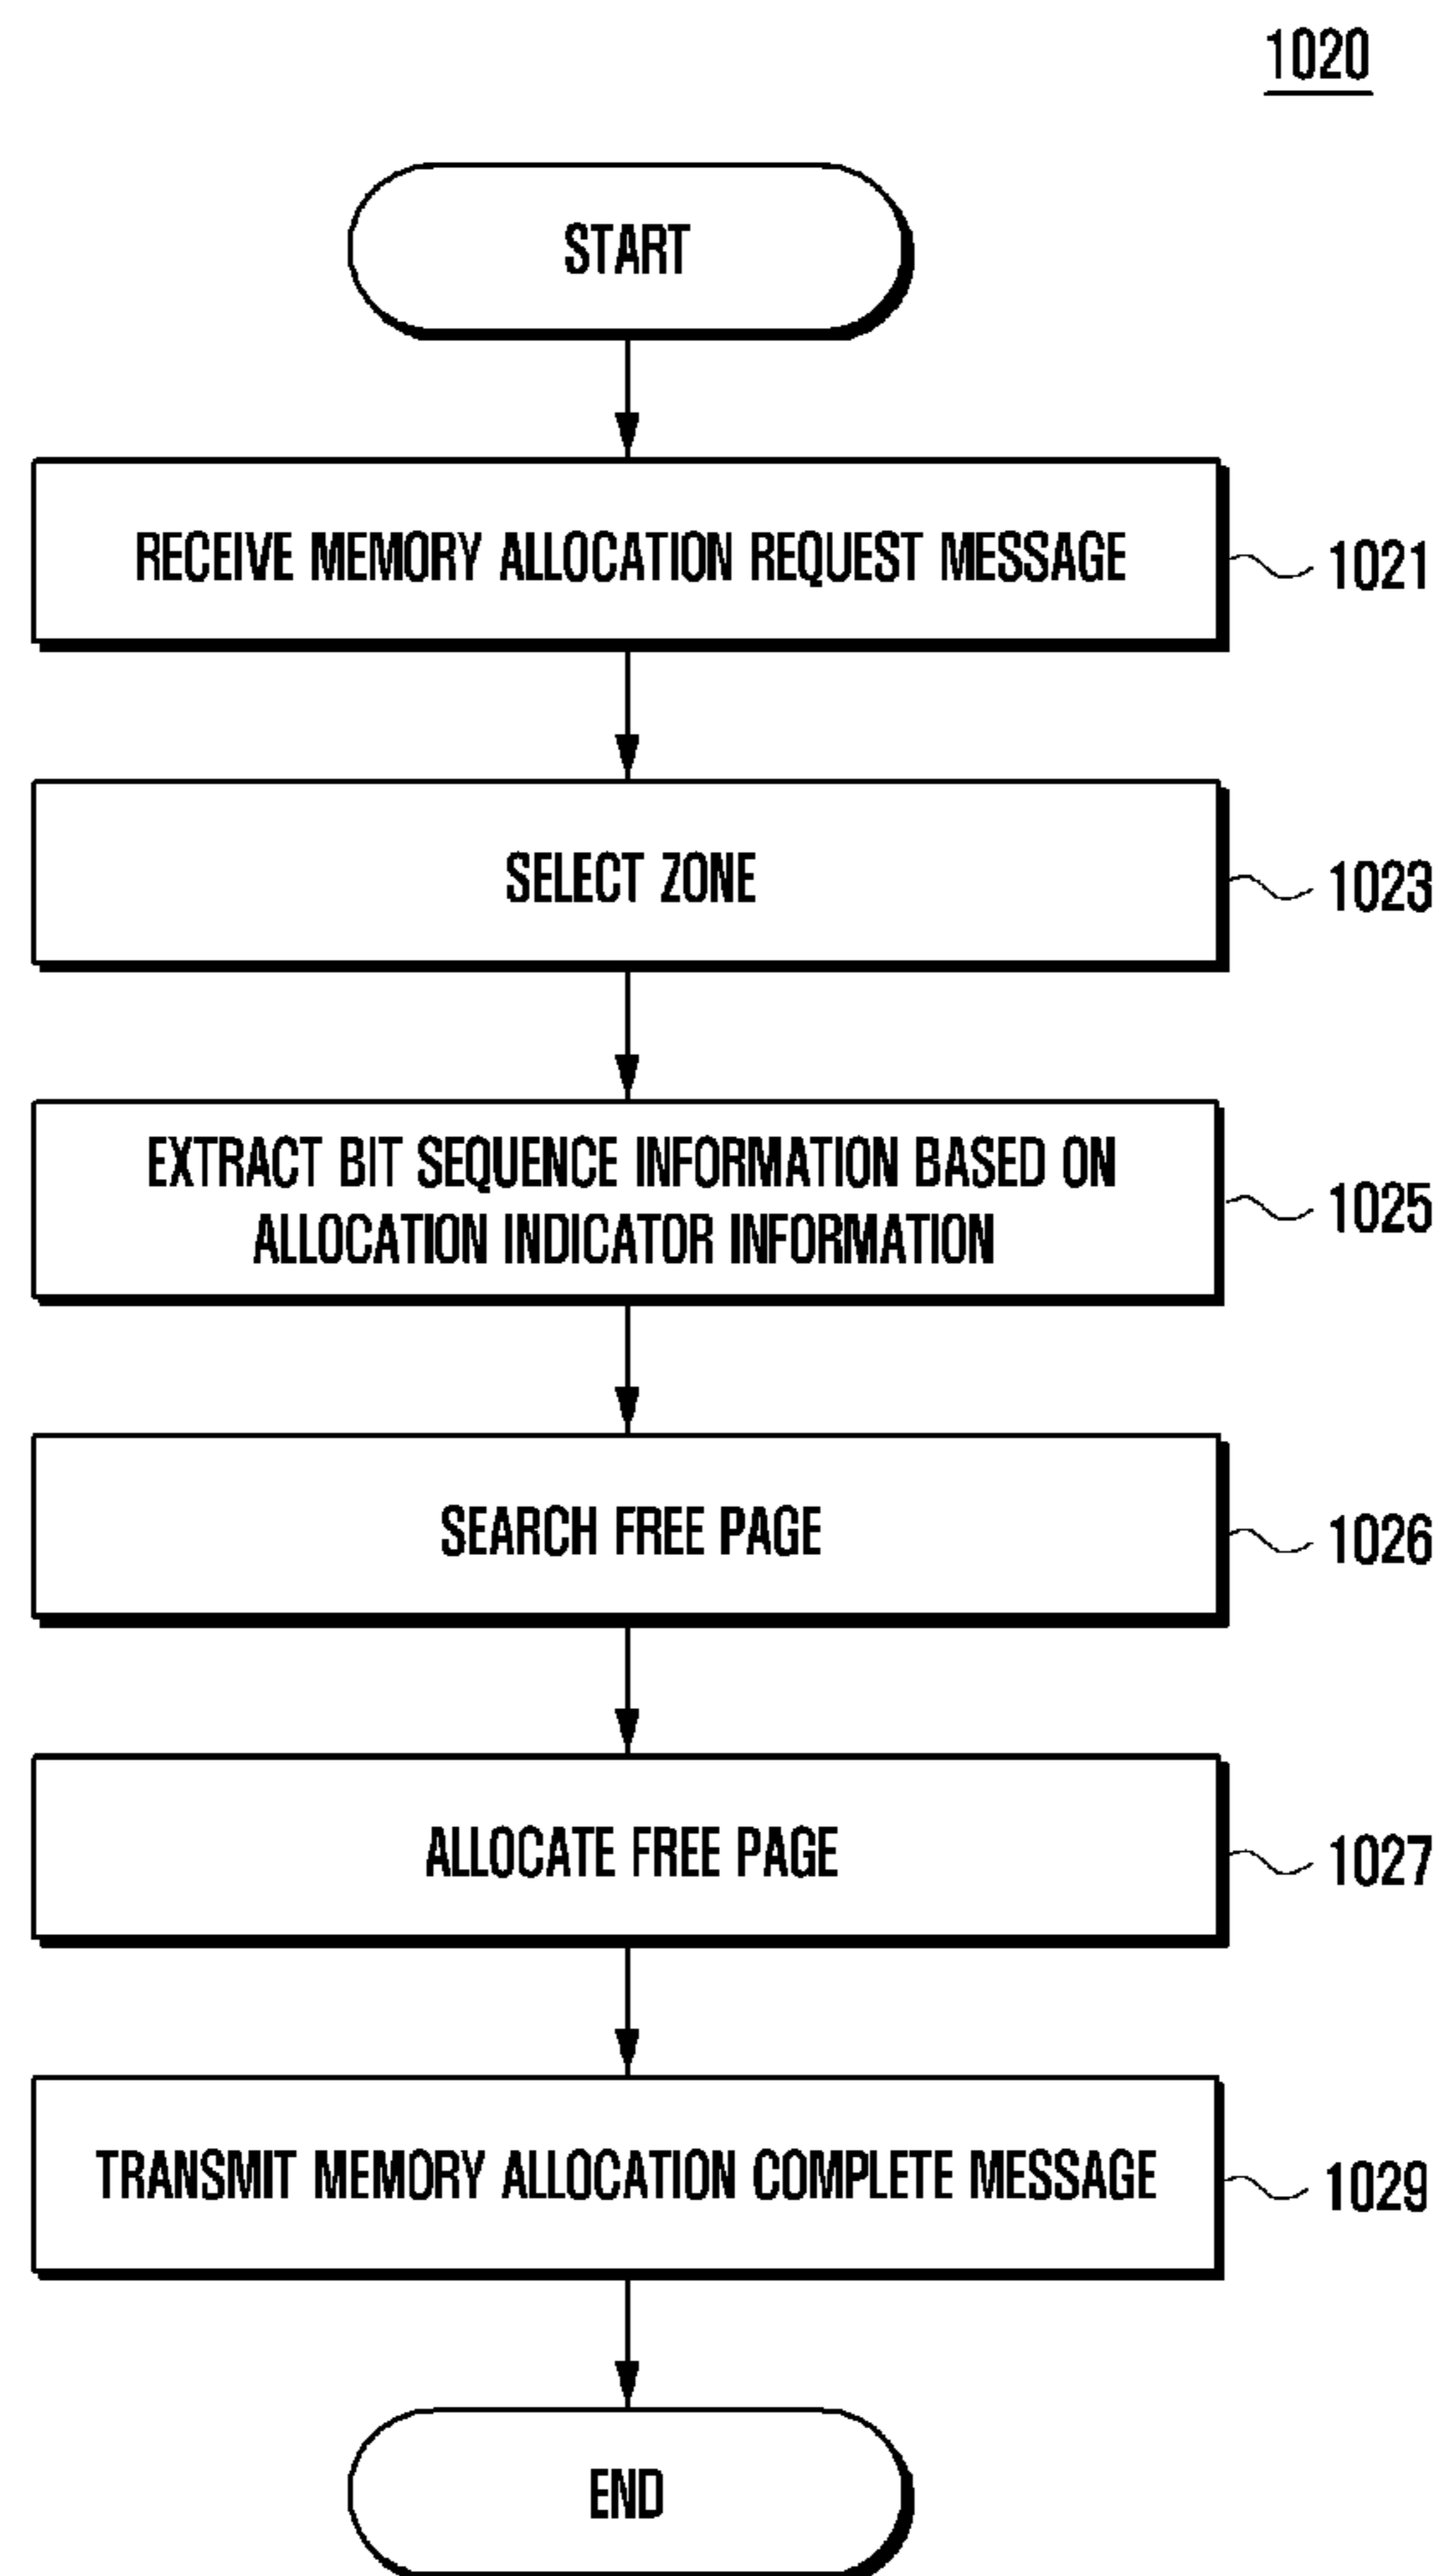 1020
START
RECEIVE MEMORY ALLOCATION REQUEST MESSAGE
1021
SELECT ZONE
1023
EXTRACT BIT SEQUENCE INFORMATION BASED ON
ALLOCATION INDICATOR INFORMATION
1025
SEARCH FREE PAGE
1026
ALLOCATE FREE PAGE
1027
TRANSMIT MEMORY ALLOCATION COMPLETE MESSAGE
1029
END